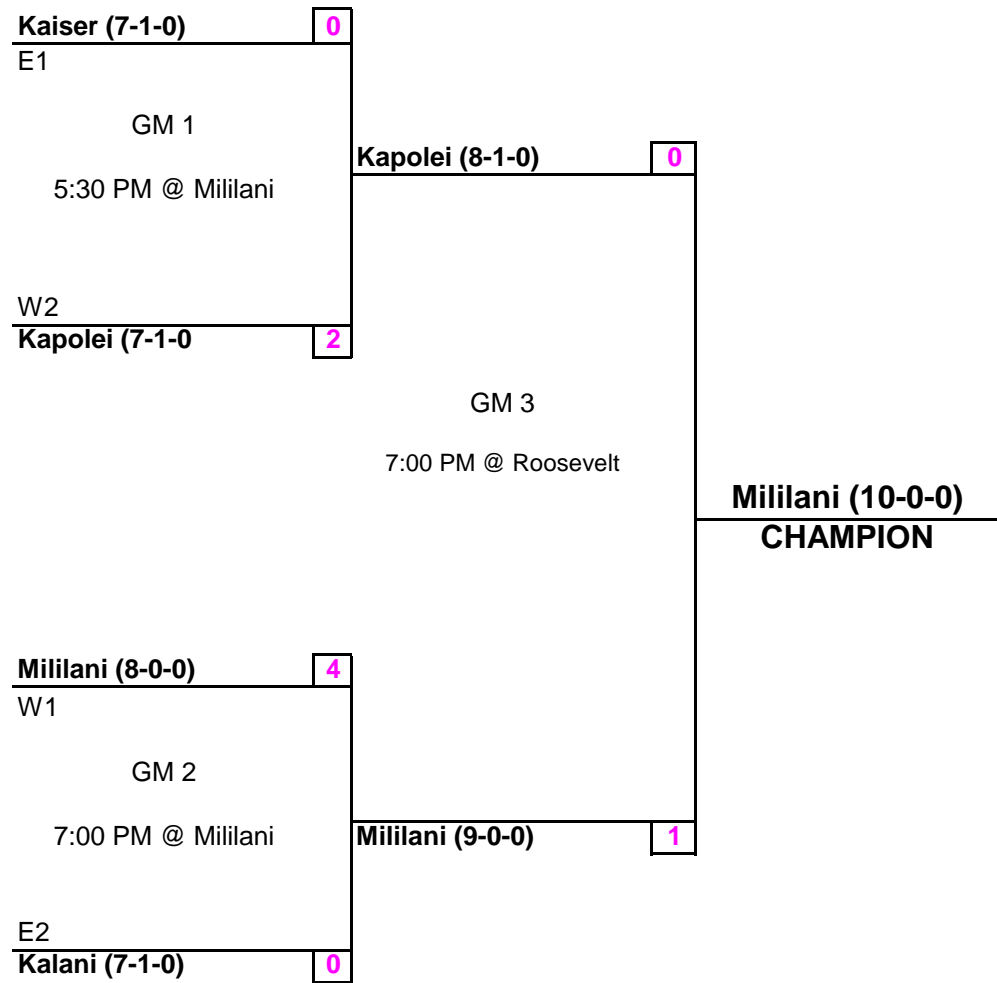 Kaiser (7-1-0) 0
E1
GM 1
Kapolei (8-1-0) 0
5:30 PM @ Mililani
W2
Kapolei (7-1-0 2
GM 3
7:00 PM @ Roosevelt
Mililani (10-0-0)
CHAMPION
Mililani (8-0-0) 4
W1
GM 2
7:00 PM @ Mililani
Mililani (9-0-0) 1
E2
Kalani (7-1-0) 0